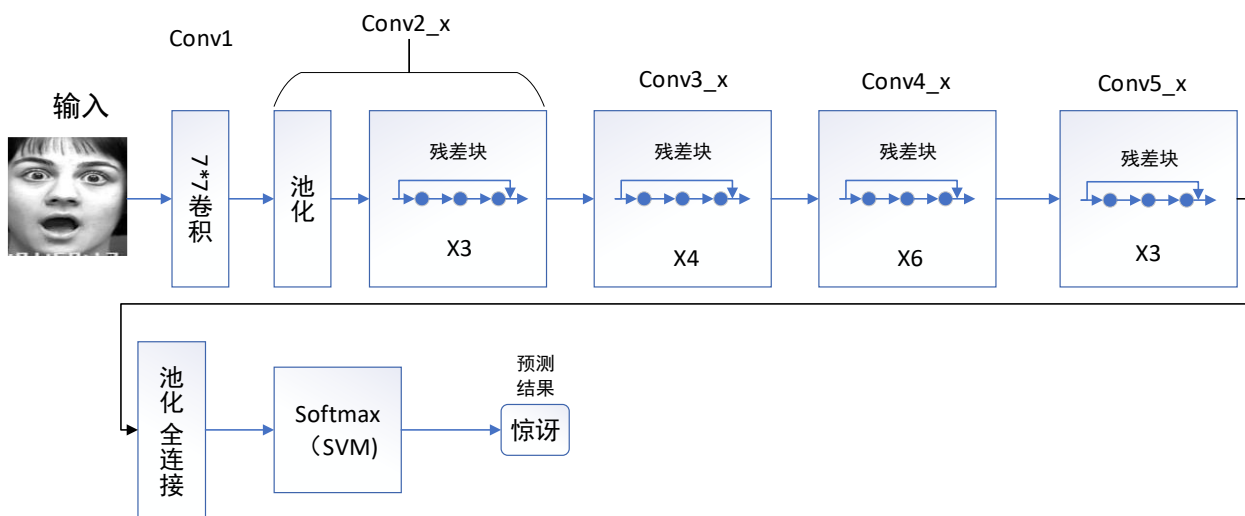 Conv1
Conv2_x
Conv3_x
Conv4_x
Conv5_x
输入
7*7卷积
池化
残差块
X3
残差块
X4
残差块
X6
残差块
X3
池化
全连接
Softmax
（SVM)
预测
结果
惊讶